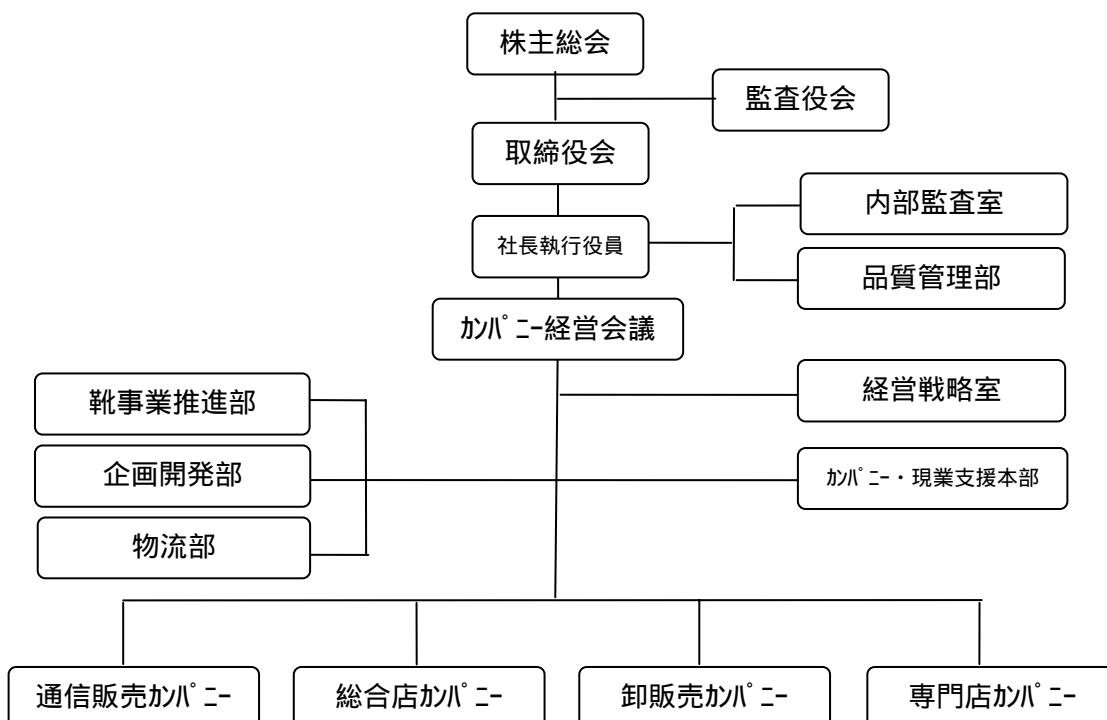 株主総会
監査役会
取締役会
内部監査室
社長執行役員
品質管理部
ｶﾝﾊﾟﾆｰ経営会議
経営戦略室
靴事業推進部
企画開発部
ｶﾝﾊﾟﾆｰ・現業支援本部
物流部
通信販売ｶﾝﾊﾟﾆｰ
総合店ｶﾝﾊﾟﾆｰ
卸販売ｶﾝﾊﾟﾆｰ
専門店ｶﾝﾊﾟﾆｰ